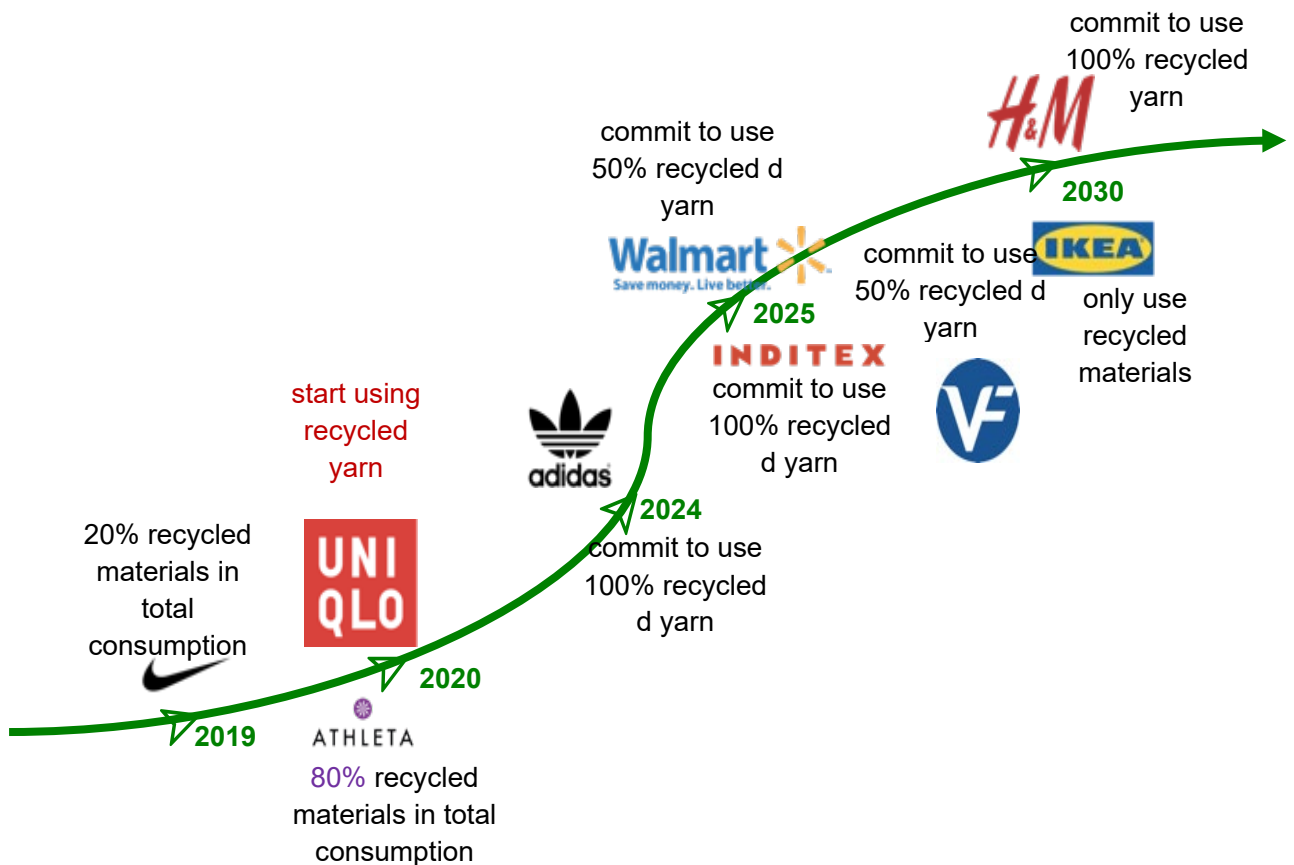 commit to use
100% recycled
yarn
H&M
2030
commit to use
50% recycled d
yarn
Walmart
Save money. Live better.
2025
commit to use
50% recycled d
yarn
VF
IKEA
only use
recycled
materials
INDITEX
commit to use
100% recycled
d yarn
adidas
2024
commit to use
100% recycled
d yarn
start using
recycled
yarn
UNI
QLO
2020
ATHLETA
80% recycled
materials in total
consumption
20% recycled
materials in
total
consumption
2019